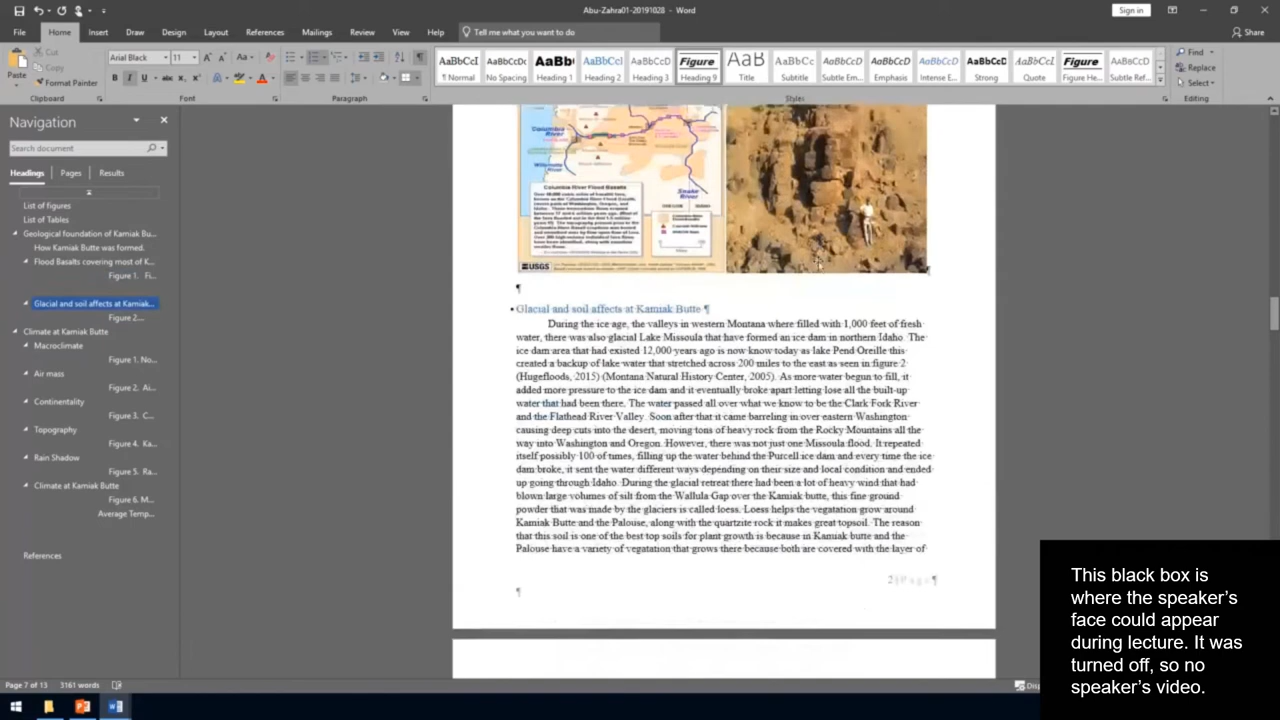 Abu-Zahra01-20191028 - Word
Sign in
File Home Insert Draw Design Layout References Mailings Review View Help Tell me what you want to do
Share
Cut
Copy
Format Painter
Paste
Clipboard
Arial Black 11
Font
Paragraph
AaBbCcI AaBbCcDc AaBbC AaBbCcI AaBbCcD Figure AaB AaBbCc AaBbCcD AaBbCcD AaBbCcD AaBbCcD AaBbCcI Figure AaBbCcD
¶ Normal No Spacing Heading 1 Heading 2 Heading 3 Heading 9 Title Subtitle Subtle Em... Emphasis Intense E... Strong Quote Figure He... Subtle Ref...
Styles
Find
Replace
Select
Editing
Navigation
Search document
Headings Pages Results
List of figures
List of Tables
Geological foundation of Kamiak Bu...
How Kamiak Butte was formed.
Flood Basalts covering most of K...
Figure 1. Fi...
Glacial and soil affects at Kamiak...
Figure 2....
Climate at Kamiak Butte
Macroclimate
Figure 1. No...
Air mass
Figure 2. Ai...
Continentality
Figure 3. C...
Topography
Figure 4. Ka...
Rain Shadow
Figure 5. Ra...
Climate at Kamiak Butte
Figure 6. M...
Average Temp...
References
Columbia
River
Snake
River
Columbia River Flood Basalts
USGS
¶
Glacial and soil affects at Kamiak Butte ¶
During the ice age, the valleys in western Montana where filled with 1,000 feet of fresh
water, there was also glacial Lake Missoula that have formed an ice dam in northern Idaho. The
ice dam area that had existed 12,000 years ago is now know today as lake Pend Oreille this
created a backup of lake water that stretched across 200 miles to the east as seen in figure 2
(Hugefloods, 2015) (Montana Natural History Center, 2005). As more water begun to fill, it
added more pressure to the ice dam and it eventually broke apart letting lose all the built-up
water that had been there. The water passed all over what we know to be the Clark Fork River
and the Flathead River Valley. Soon after that it came barreling in over eastern Washington
causing deep cuts into the desert, moving tons of heavy rock from the Rocky Mountains all the
way into Washington and Oregon. However, there was not just one Missoula flood. It repeated
itself possibly 100 of times, filling up the water behind the Purcell ice dam and every time the ice
dam broke, it sent the water different ways depending on their size and local condition and ended
up going through Idaho. During the glacial retreat there had been a lot of heavy wind that had
blown large volumes of silt from the Wallula Gap over the Kamiak butte, this fine ground
powder that was made by the glaciers is called loess. Loess helps the vegatation grow around
Kamiak Butte and the Palouse, along with the quartzite rock it makes great topsoil. The reason
that this soil is one of the best top soils for plant growth is because in Kamiak butte and the
Palouse have a variety of vegatation that grows there because both are covered with the layer of
2 | P a g e ¶
¶
Page 7 of 13 3161 words
This black box is
where the speaker's
face could appear
during lecture. It was
turned off, so no
speaker's video.